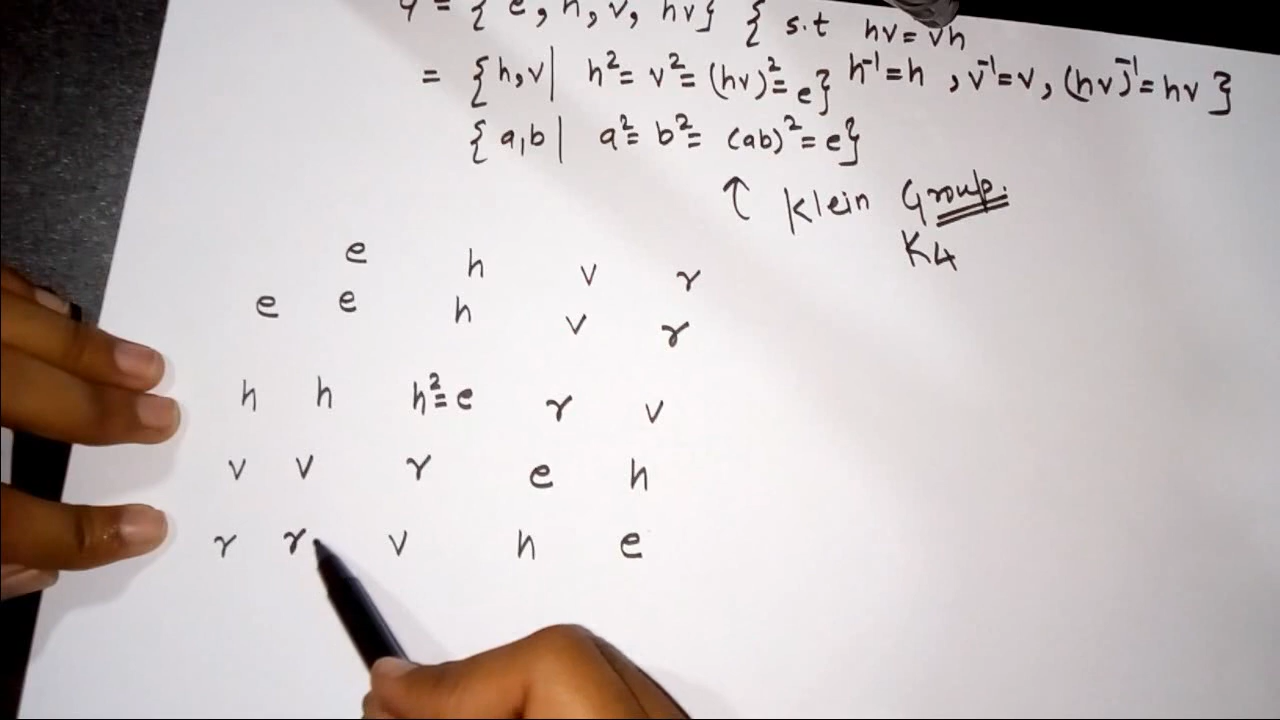 = { e, h, v, hv} { s.t hv = vh
= {h,v| h²= v²= (hv)²= e} h⁻¹=h , v⁻¹=v, (hv)⁻¹=hv }
{ a,b| a²= b²= (ab)²= e}
↑ Klein Group.
K4
e h v r
e e h v r
h h h²= e r v
v v r e h
r r v h e